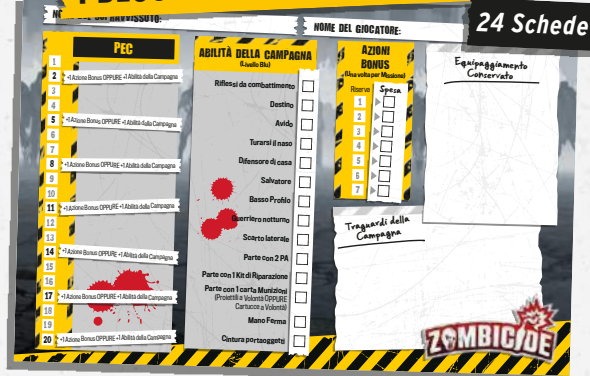 24 Schede
SOPRAVVISSUTO:
NOME DEL GIOCATORE:
PEC
1
2 +1 Azione Bonus OPPURE +1 Abilità della Campagna
3
4
5 +1 Azione Bonus OPPURE +1 Abilità della Campagna
6
7
8 +1 Azione Bonus OPPURE +1 Abilità della Campagna
9
10
11 +1 Azione Bonus OPPURE +1 Abilità della Campagna
12
13
14 +1 Azione Bonus OPPURE +1 Abilità della Campagna
15
16
17 +1 Azione Bonus OPPURE +1 Abilità della Campagna
18
19
20 +1 Azione Bonus OPPURE +1 Abilità della Campagna
ABILITÀ DELLA CAMPAGNA
(Livello Blu)
Riflessi da combattimento
Destino
Avido
Turarsi il naso
Difensore di casa
Salvatore
Basso Profilo
Guerriero notturno
Scarto laterale
Parte con 2 PA
Parte con 1 Kit di Riparazione
Parte con 1 carta Munizioni
(Proiettili a Volontà OPPURE
Cartucce a Volontà)
Mano Ferma
Cintura portaoggetti
AZIONI
BONUS
(Una volta per Missione)
Riserva Spesa
1
2
3
4
5
6
7
Equipaggiamento
Conservato
Traguardi della
Campagna
ZOMBICIDE